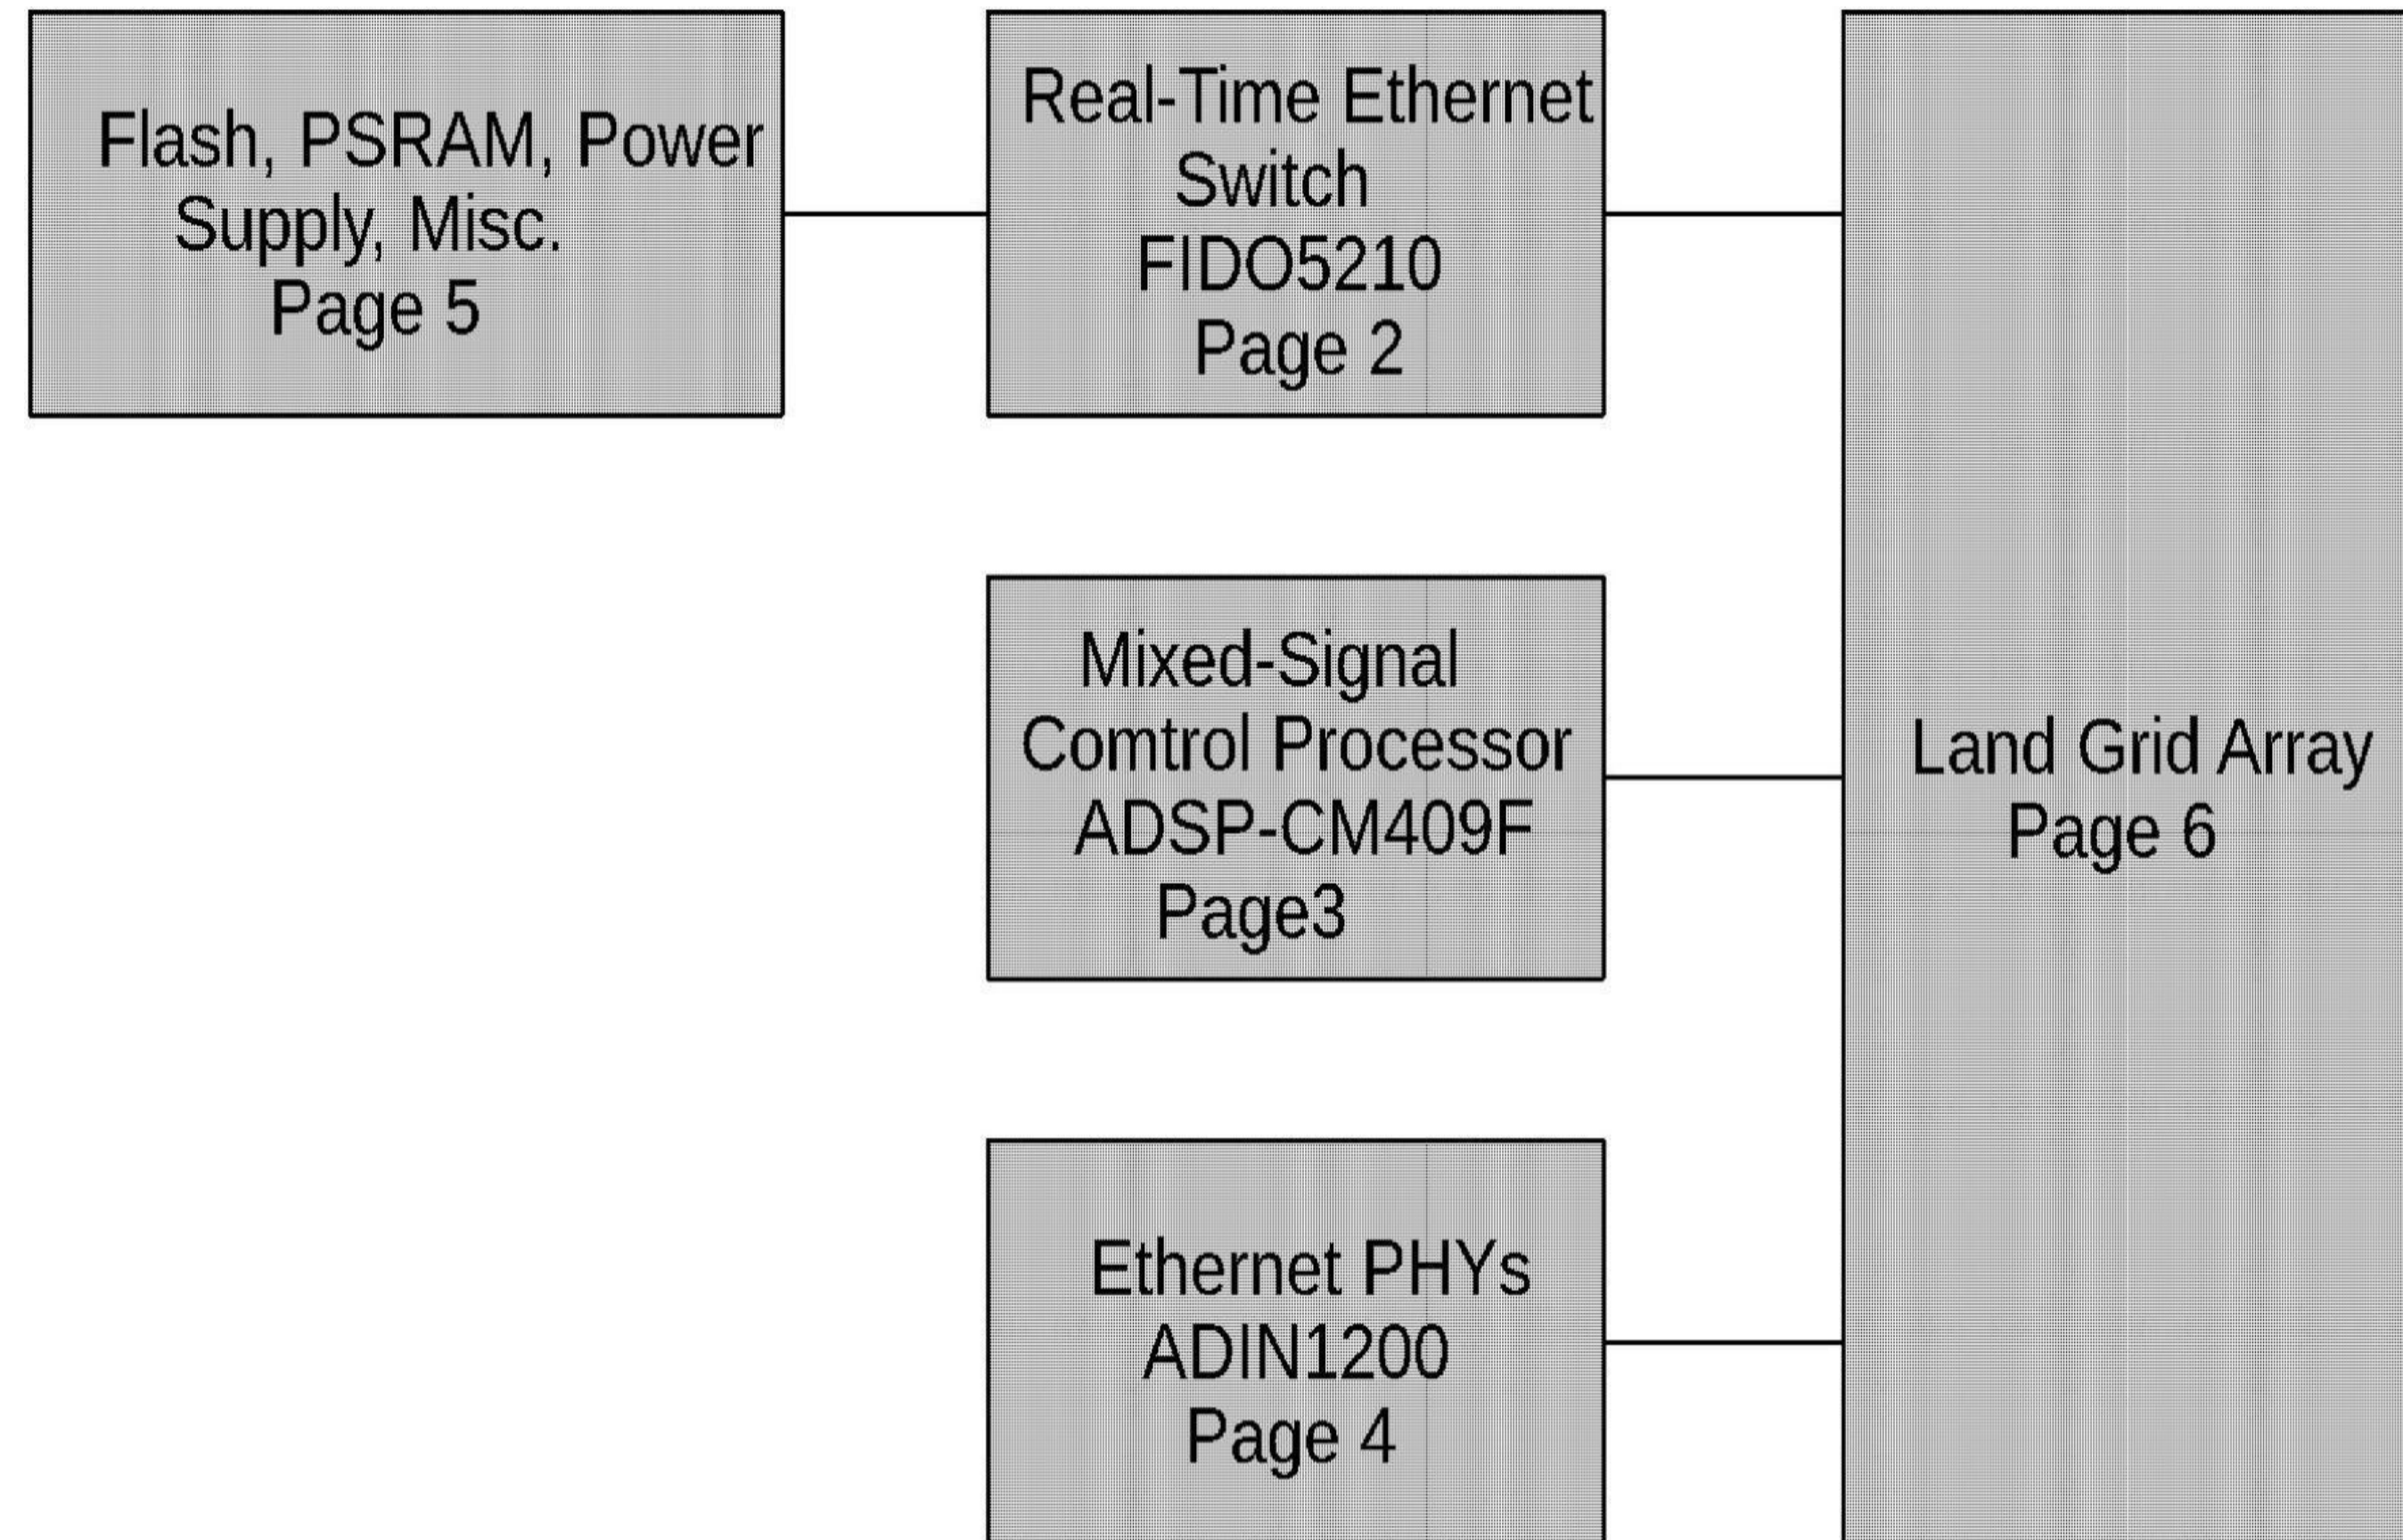 Flash, PSRAM, Power
Supply, Misc.
Page 5
Real-Time Ethernet
Switch
FIDO5210
Page 2
Mixed-Signal
Comtrol Processor
ADSP-CM409F
Page3
Ethernet PHYs
ADIN1200
Page 4
Land Grid Array
Page 6